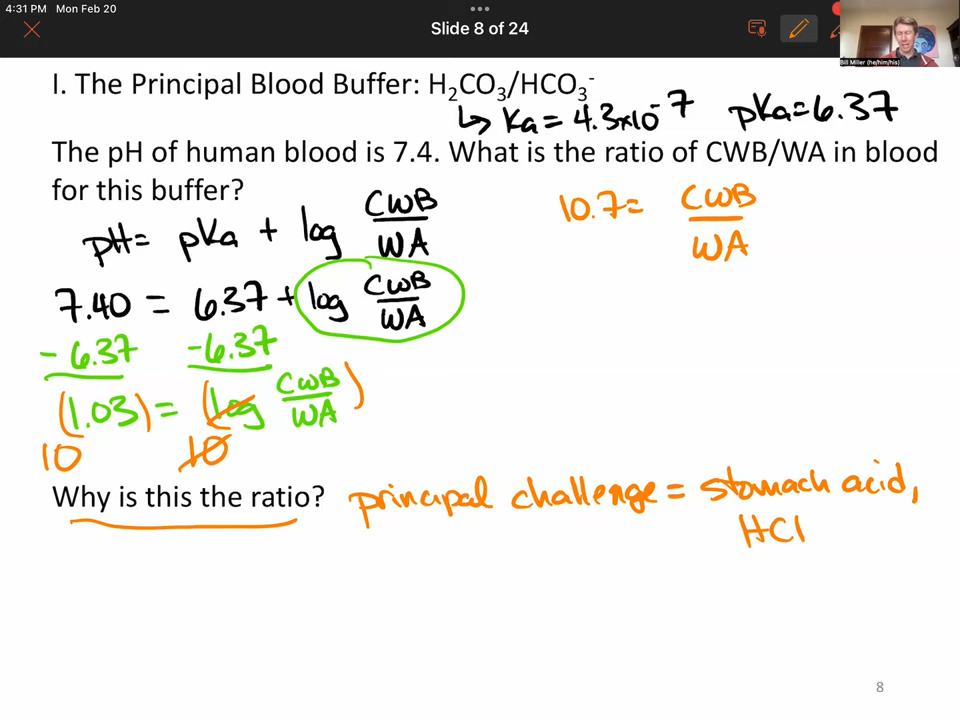 4:31 PM Mon Feb 20
Slide 8 of 24
Bill Miller (he/him/his)
I. The Principal Blood Buffer: H₂CO₃/HCO₃⁻
↳ Ka = 4.3x10⁻⁷ pKa=6.37
The pH of human blood is 7.4. What is the ratio of CWB/WA in blood
for this buffer?
pH = pKa + log CWB/WA
10.7 = CWB/WA
7.40 = 6.37 + log CWB/WA
- 6.37 -6.37
(1.03) = (log CWB/WA)
10 10
Why is this the ratio? principal challenge = stomach acid,
HCl
8